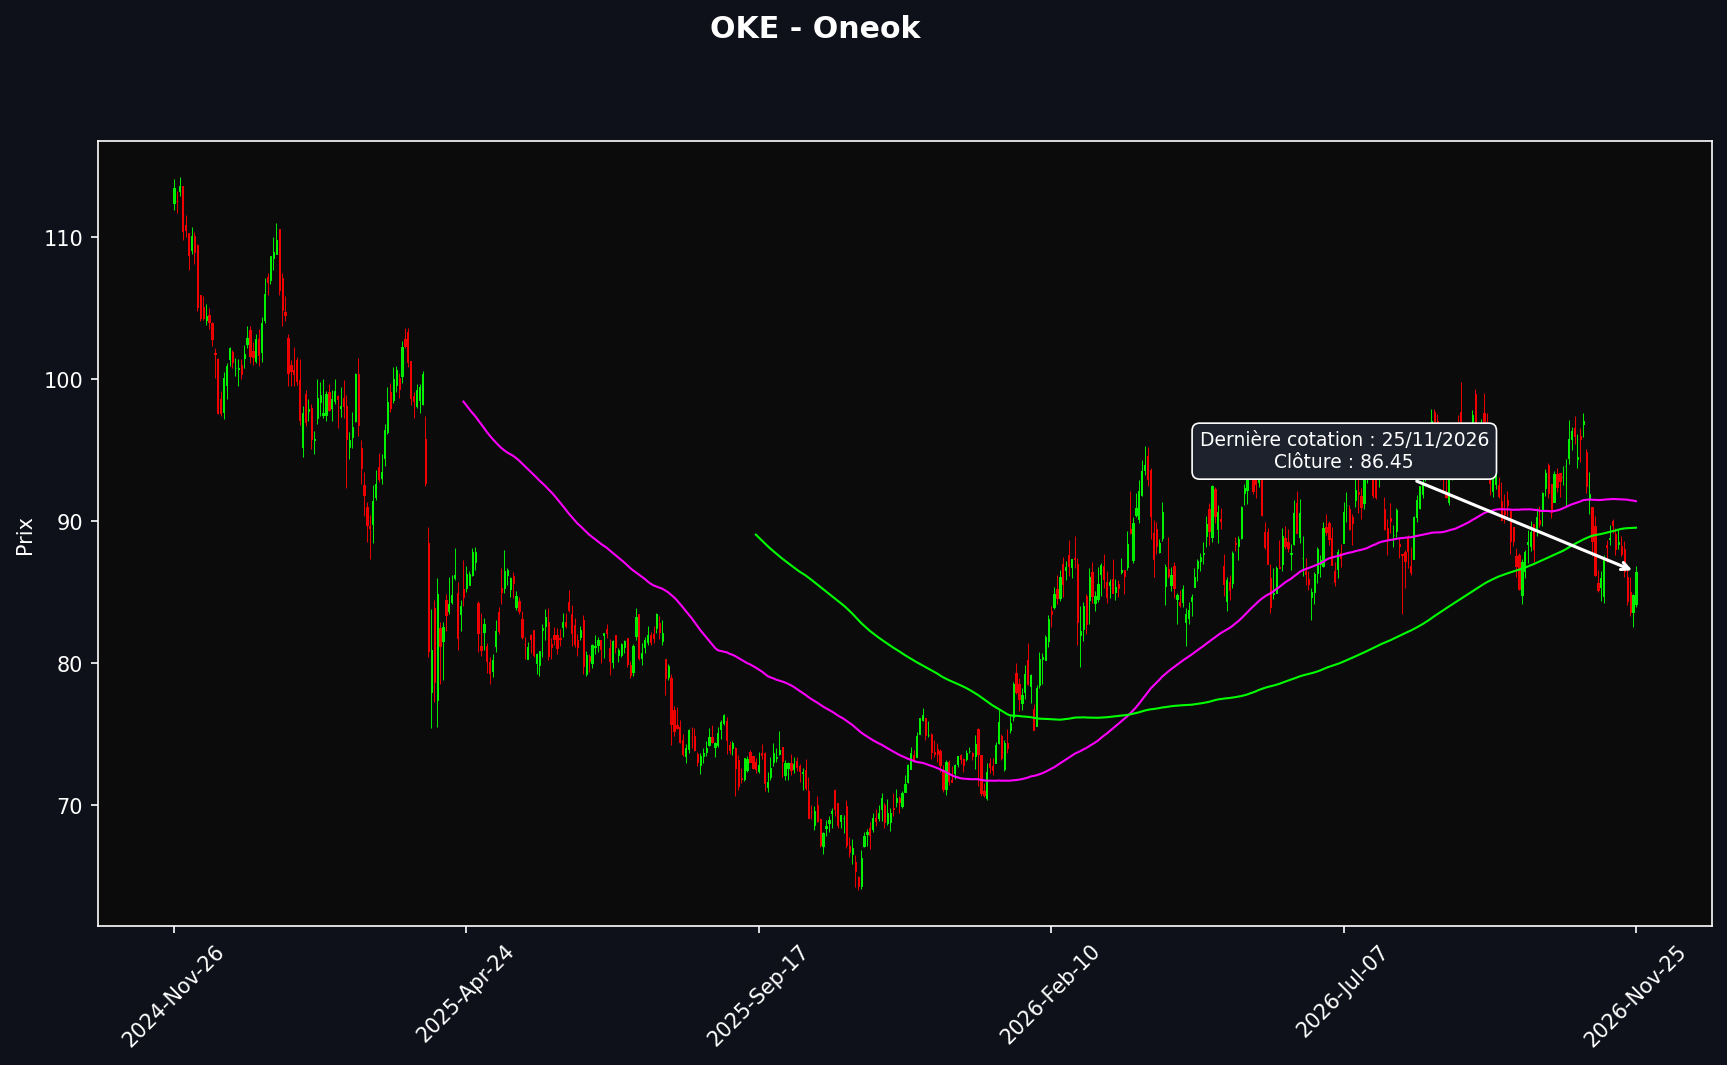 OKE - Oneok
Prix
110
100
90
80
70
Dernière cotation : 25/11/2026
Clôture : 86.45
2024-Nov-26
2025-Apr-24
2025-Sep-17
2026-Feb-10
2026-Jul-07
2026-Nov-25